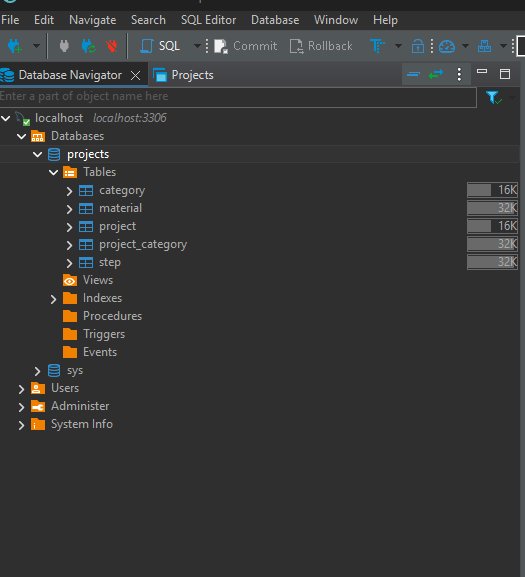 File Edit Navigate Search SQL Editor Database Window Help
SQL Commit Rollback
Database Navigator Projects
Enter a part of object name here
localhost localhost:3306
Databases
projects
Tables
category 16K
material 32K
project 16K
project_category 32K
step 32K
Views
Indexes
Procedures
Triggers
Events
sys
Users
Administer
System Info